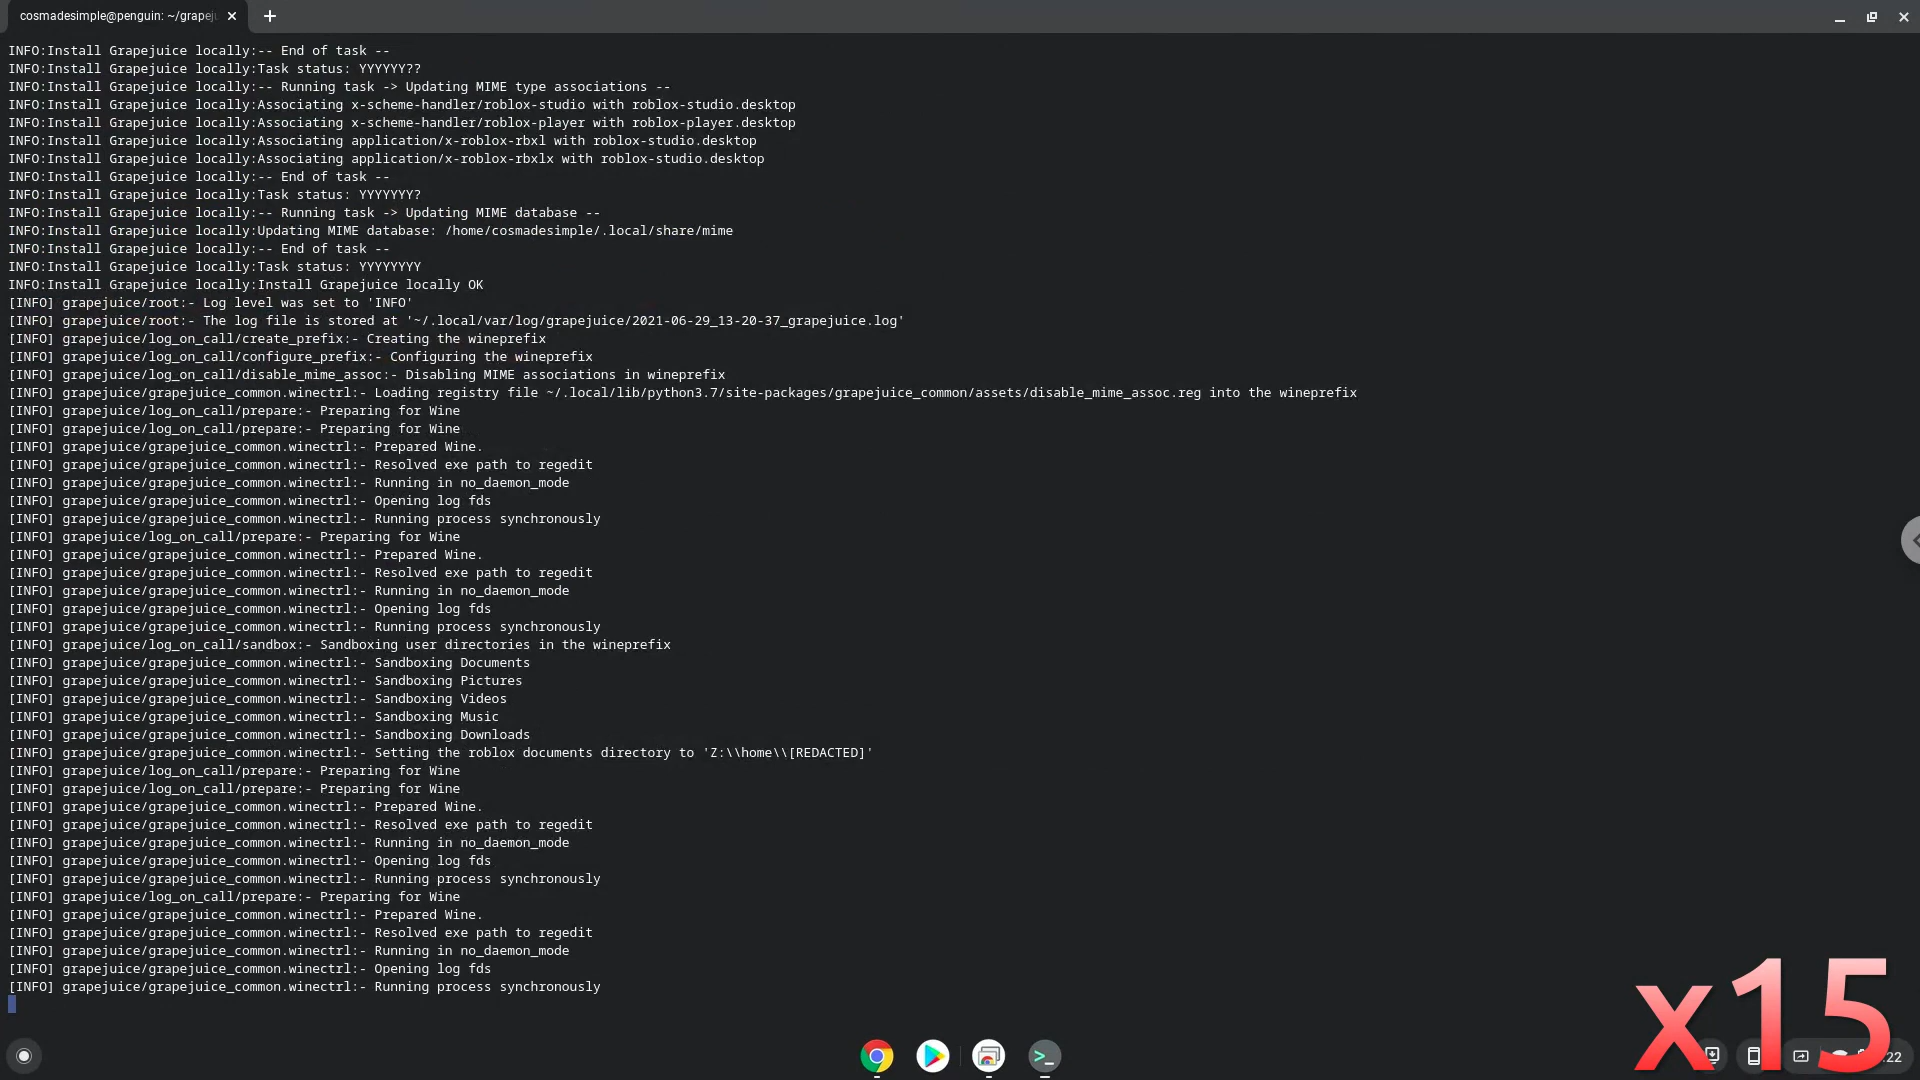 cosmadesimple@penguin: ~/grapeju
INFO:Install Grapejuice locally:-- End of task --
INFO:Install Grapejuice locally:Task status: YYYYYY??
INFO:Install Grapejuice locally:-- Running task -> Updating MIME type associations --
INFO:Install Grapejuice locally:Associating x-scheme-handler/roblox-studio with roblox-studio.desktop
INFO:Install Grapejuice locally:Associating x-scheme-handler/roblox-player with roblox-player.desktop
INFO:Install Grapejuice locally:Associating application/x-roblox-rbxl with roblox-studio.desktop
INFO:Install Grapejuice locally:Associating application/x-roblox-rbxlx with roblox-studio.desktop
INFO:Install Grapejuice locally:-- End of task --
INFO:Install Grapejuice locally:Task status: YYYYYYY?
INFO:Install Grapejuice locally:-- Running task -> Updating MIME database --
INFO:Install Grapejuice locally:Updating MIME database: /home/cosmadesimple/.local/share/mime
INFO:Install Grapejuice locally:-- End of task --
INFO:Install Grapejuice locally:Task status: YYYYYYYY
INFO:Install Grapejuice locally:Install Grapejuice locally OK
[INFO] grapejuice/root:- Log level was set to 'INFO'
[INFO] grapejuice/root:- The log file is stored at '~/.local/var/log/grapejuice/2021-06-29_13-20-37_grapejuice.log'
[INFO] grapejuice/log_on_call/create_prefix:- Creating the wineprefix
[INFO] grapejuice/log_on_call/configure_prefix:- Configuring the wineprefix
[INFO] grapejuice/log_on_call/disable_mime_assoc:- Disabling MIME associations in wineprefix
[INFO] grapejuice/grapejuice_common.winectrl:- Loading registry file ~/.local/lib/python3.7/site-packages/grapejuice_common/assets/disable_mime_assoc.reg into the wineprefix
[INFO] grapejuice/log_on_call/prepare:- Preparing for Wine
[INFO] grapejuice/log_on_call/prepare:- Preparing for Wine
[INFO] grapejuice/grapejuice_common.winectrl:- Prepared Wine.
[INFO] grapejuice/grapejuice_common.winectrl:- Resolved exe path to regedit
[INFO] grapejuice/grapejuice_common.winectrl:- Running in no_daemon_mode
[INFO] grapejuice/grapejuice_common.winectrl:- Opening log fds
[INFO] grapejuice/grapejuice_common.winectrl:- Running process synchronously
[INFO] grapejuice/log_on_call/prepare:- Preparing for Wine
[INFO] grapejuice/grapejuice_common.winectrl:- Prepared Wine.
[INFO] grapejuice/grapejuice_common.winectrl:- Resolved exe path to regedit
[INFO] grapejuice/grapejuice_common.winectrl:- Running in no_daemon_mode
[INFO] grapejuice/grapejuice_common.winectrl:- Opening log fds
[INFO] grapejuice/grapejuice_common.winectrl:- Running process synchronously
[INFO] grapejuice/log_on_call/sandbox:- Sandboxing user directories in the wineprefix
[INFO] grapejuice/grapejuice_common.winectrl:- Sandboxing Documents
[INFO] grapejuice/grapejuice_common.winectrl:- Sandboxing Pictures
[INFO] grapejuice/grapejuice_common.winectrl:- Sandboxing Videos
[INFO] grapejuice/grapejuice_common.winectrl:- Sandboxing Music
[INFO] grapejuice/grapejuice_common.winectrl:- Sandboxing Downloads
[INFO] grapejuice/grapejuice_common.winectrl:- Setting the roblox documents directory to 'Z:\\home\\[REDACTED]'
[INFO] grapejuice/log_on_call/prepare:- Preparing for Wine
[INFO] grapejuice/log_on_call/prepare:- Preparing for Wine
[INFO] grapejuice/grapejuice_common.winectrl:- Prepared Wine.
[INFO] grapejuice/grapejuice_common.winectrl:- Resolved exe path to regedit
[INFO] grapejuice/grapejuice_common.winectrl:- Running in no_daemon_mode
[INFO] grapejuice/grapejuice_common.winectrl:- Opening log fds
[INFO] grapejuice/grapejuice_common.winectrl:- Running process synchronously
[INFO] grapejuice/log_on_call/prepare:- Preparing for Wine
[INFO] grapejuice/grapejuice_common.winectrl:- Prepared Wine.
[INFO] grapejuice/grapejuice_common.winectrl:- Resolved exe path to regedit
[INFO] grapejuice/grapejuice_common.winectrl:- Running in no_daemon_mode
[INFO] grapejuice/grapejuice_common.winectrl:- Opening log fds
[INFO] grapejuice/grapejuice_common.winectrl:- Running process synchronously
x15